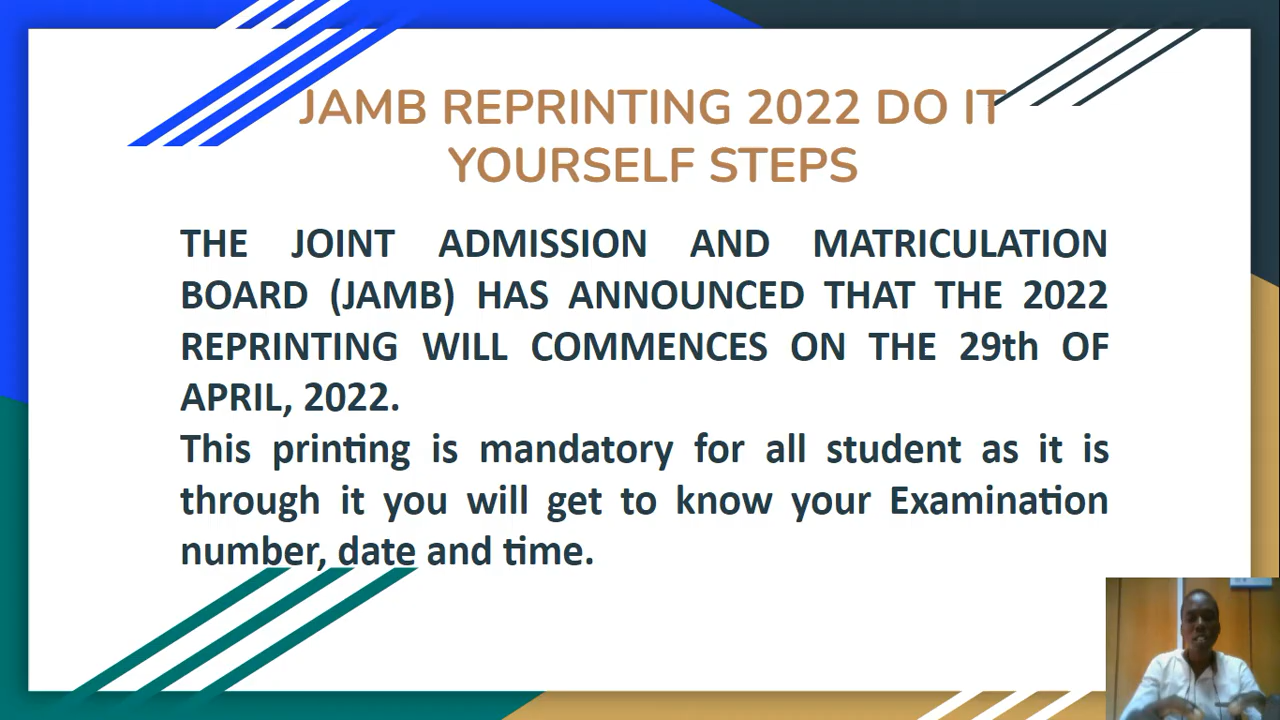 JAMB REPRINTING 2022 DO IT
YOURSELF STEPS
THE JOINT ADMISSION AND MATRICULATION
BOARD (JAMB) HAS ANNOUNCED THAT THE 2022
REPRINTING WILL COMMENCES ON THE 29th OF
APRIL, 2022.
This printing is mandatory for all student as it is
through it you will get to know your Examination
number, date and time.